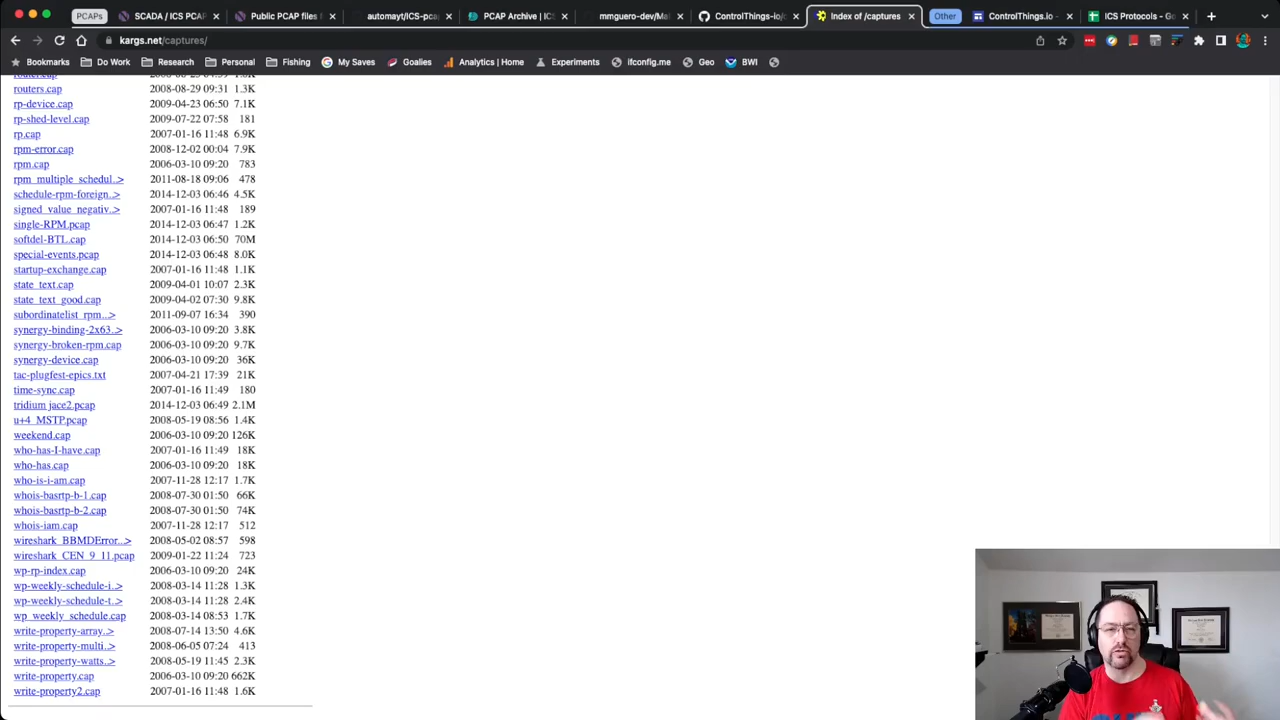 PCAPs
SCADA / ICS PCAP
Public PCAP files
automayt/ICS-pca
PCAP Archive | ICS
mmguero-dev/Ma
ControlThings-io/
Index of /captures
Other
ControlThings.io -
ICS Protocols - Go
kargs.net/captures/
Bookmarks Do Work Research Personal Fishing My Saves Goalies Analytics | Home Experiments ifconfig.me Geo BWI
router.cap
routers.cap 2008-08-29 09:31 1.3K
rp-device.cap 2009-04-23 06:50 7.1K
rp-shed-level.cap 2009-07-22 07:58 181
rp.cap 2007-01-16 11:48 6.9K
rpm-error.cap 2008-12-02 00:04 7.9K
rpm.cap 2006-03-10 09:20 783
rpm_multiple_schedul..> 2011-08-18 09:06 478
schedule-rpm-foreign..> 2014-12-03 06:46 4.5K
signed_value_negativ..> 2007-01-16 11:48 189
single-RPM.pcap 2014-12-03 06:47 1.2K
softdel-BTL.cap 2014-12-03 06:50 70M
special-events.pcap 2014-12-03 06:48 8.0K
startup-exchange.cap 2007-01-16 11:48 1.1K
state_text.cap 2009-04-01 10:07 2.3K
state_text_good.cap 2009-04-02 07:30 9.8K
subordinatelist_rpm...> 2011-09-07 16:34 390
synergy-binding-2x63..> 2006-03-10 09:20 3.8K
synergy-broken-rpm.cap 2006-03-10 09:20 9.7K
synergy-device.cap 2006-03-10 09:20 36K
tac-plugfest-epics.txt 2007-04-21 17:39 21K
time-sync.cap 2007-01-16 11:49 180
tridium jace2.pcap 2014-12-03 06:49 2.1M
u+4_MSTP.pcap 2008-05-19 08:56 1.4K
weekend.cap 2006-03-10 09:20 126K
who-has-I-have.cap 2007-01-16 11:49 18K
who-has.cap 2006-03-10 09:20 18K
who-is-i-am.cap 2007-11-28 12:17 1.7K
whois-basrtp-b-1.cap 2008-07-30 01:50 66K
whois-basrtp-b-2.cap 2008-07-30 01:50 74K
whois-iam.cap 2007-11-28 12:17 512
wireshark_BBMDError..> 2008-05-02 08:57 598
wireshark_CEN_9_11.pcap 2009-01-22 11:24 723
wp-rp-index.cap 2006-03-10 09:20 24K
wp-weekly-schedule-i..> 2008-03-14 11:28 1.3K
wp-weekly-schedule-t..> 2008-03-14 11:28 2.4K
wp_weekly_schedule.cap 2008-03-14 08:53 1.7K
write-property-array..> 2008-07-14 13:50 4.6K
write-property-multi..> 2008-06-05 07:24 413
write-property-watts..> 2008-05-19 11:45 2.3K
write-property.cap 2006-03-10 09:20 662K
write-property2.cap 2007-01-16 11:48 1.6K